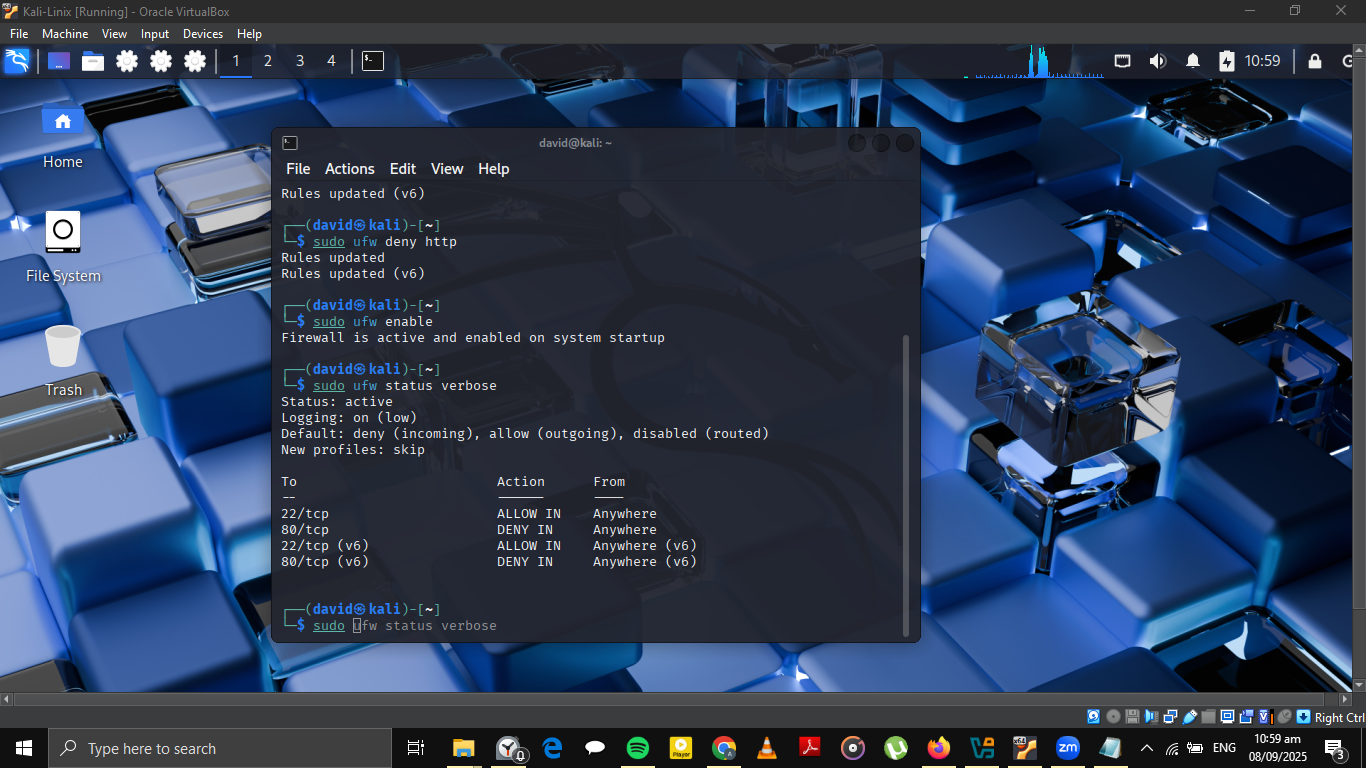 Kali-Linix [Running] - Oracle VirtualBox
File Machine View Input Devices Help
1 2 3 4 10:59
Home
File System
Trash
david@kali: ~
File Actions Edit View Help
Rules updated (v6)
┌──(david㉿kali)-[~]
└─$ sudo ufw deny http
Rules updated
Rules updated (v6)
┌──(david㉿kali)-[~]
└─$ sudo ufw enable
Firewall is active and enabled on system startup
┌──(david㉿kali)-[~]
└─$ sudo ufw status verbose
Status: active
Logging: on (low)
Default: deny (incoming), allow (outgoing), disabled (routed)
New profiles: skip
To Action From
-- ------ ----
22/tcp ALLOW IN Anywhere
80/tcp DENY IN Anywhere
22/tcp (v6) ALLOW IN Anywhere (v6)
80/tcp (v6) DENY IN Anywhere (v6)
┌──(david㉿kali)-[~]
└─$ sudo ufw status verbose
Right Ctrl
Type here to search
Player
zm
ENG
10:59 am
08/09/2025
3